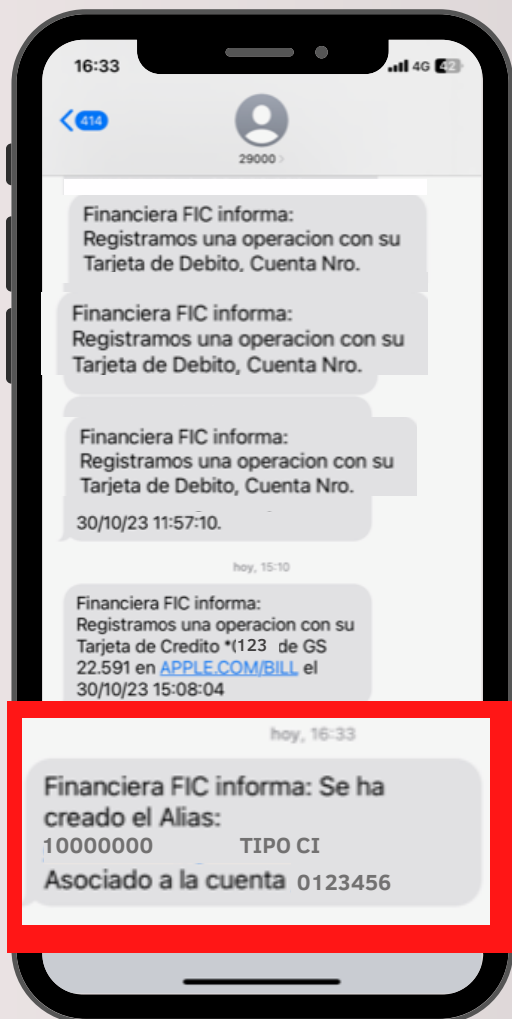 16:33
4G 42
414
29000
Financiera FIC informa:
Registramos una operacion con su
Tarjeta de Debito, Cuenta Nro.
Financiera FIC informa:
Registramos una operacion con su
Tarjeta de Debito, Cuenta Nro.
Financiera FIC informa:
Registramos una operacion con su
Tarjeta de Debito, Cuenta Nro.
30/10/23 11:57:10.
hoy, 15:10
Financiera FIC informa:
Registramos una operacion con su
Tarjeta de Credito *(123 de GS
22.591 en APPLE.COM/BILL el
30/10/23 15:08:04
hoy, 16:33
Financiera FIC informa: Se ha
creado el Alias:
10000000 TIPO CI
Asociado a la cuenta 0123456